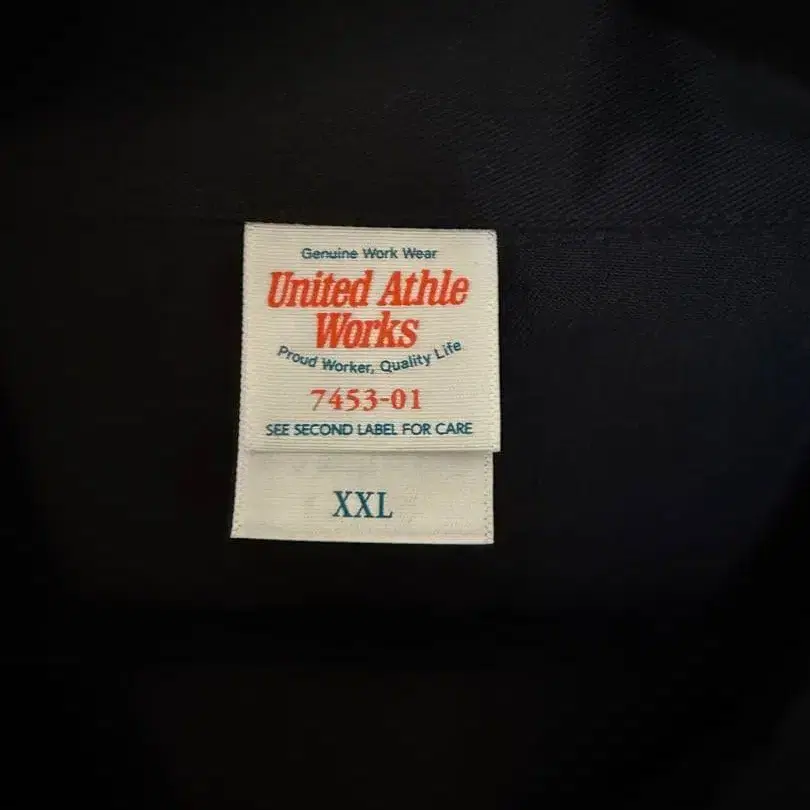 Genuine Work Wear
United Athle
Works
Proud Worker, Quality Life
7453-01
SEE SECOND LABEL FOR CARE
XXL